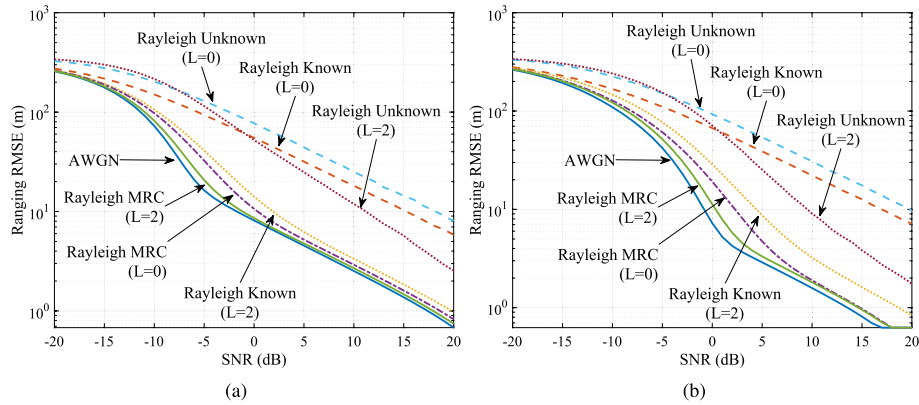 10³
10²
10¹
10⁰
Ranging RMSE (m)
Rayleigh Unknown
(L=0)
Rayleigh Known
(L=0)
Rayleigh Unknown
(L=2)
AWGN
Rayleigh MRC
(L=2)
Rayleigh MRC
(L=0)
Rayleigh Known
(L=2)
-20 -15 -10 -5 0 5 10 15 20
SNR (dB)
(a)
10³
10²
10¹
10⁰
Ranging RMSE (m)
Rayleigh Unknown
(L=0)
Rayleigh Known
(L=0)
Rayleigh Unknown
(L=2)
AWGN
Rayleigh MRC
(L=2)
Rayleigh MRC
(L=0)
Rayleigh Known
(L=2)
-20 -15 -10 -5 0 5 10 15 20
SNR (dB)
(b)